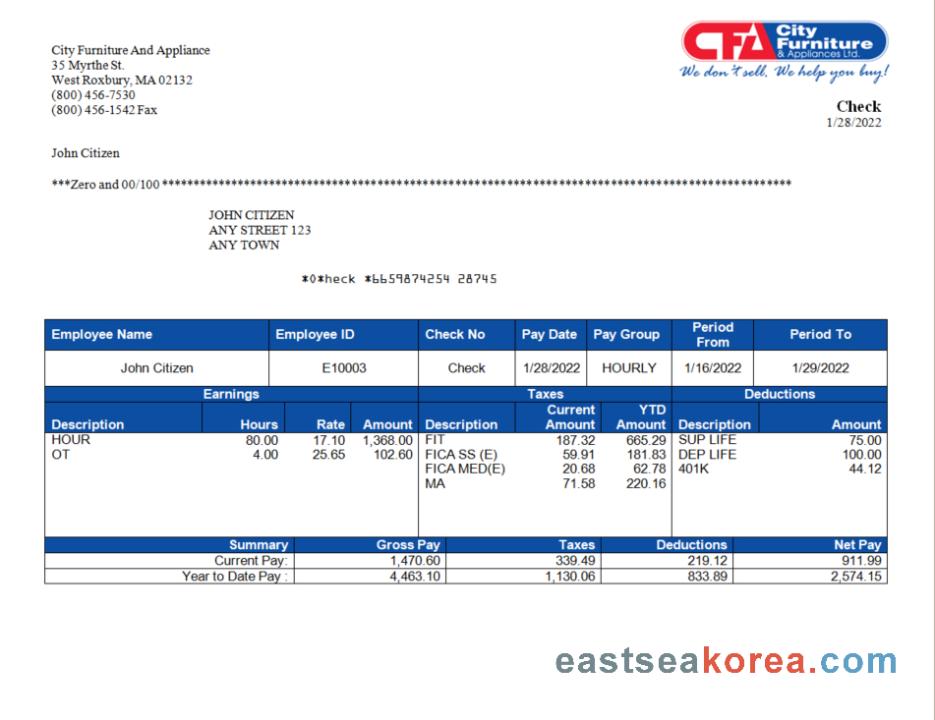 City Furniture And Appliance
35 Myrthe St.
West Roxbury, MA 02132
(800) 456-7530
(800) 456-1542 Fax
CFA City Furniture & Appliances Ltd.
We don't sell, We help you buy!
Check
1/28/2022
John Citizen
***Zero and 00/100 ****************************************************************************************************
JOHN CITIZEN
ANY STREET 123
ANY TOWN
*0*heck *6659874254 28745
Employee Name Employee ID Check No Pay Date Pay Group Period From Period To
John Citizen E10003 Check 1/28/2022 HOURLY 1/16/2022 1/29/2022
Earnings Taxes Deductions
Description Hours Rate Amount Description Current Amount YTD Amount Description Amount
HOUR 80.00 17.10 1,368.00 FIT 187.32 665.29 SUP LIFE 75.00
OT 4.00 25.65 102.60 FICA SS (E) 59.91 181.83 DEP LIFE 100.00
FICA MED(E) 20.68 62.78 401K 44.12
MA 71.58 220.16
Summary Gross Pay Taxes Deductions Net Pay
Current Pay: 1,470.60 339.49 219.12 911.99
Year to Date Pay : 4,463.10 1,130.06 833.89 2,574.15
eastseakorea.com